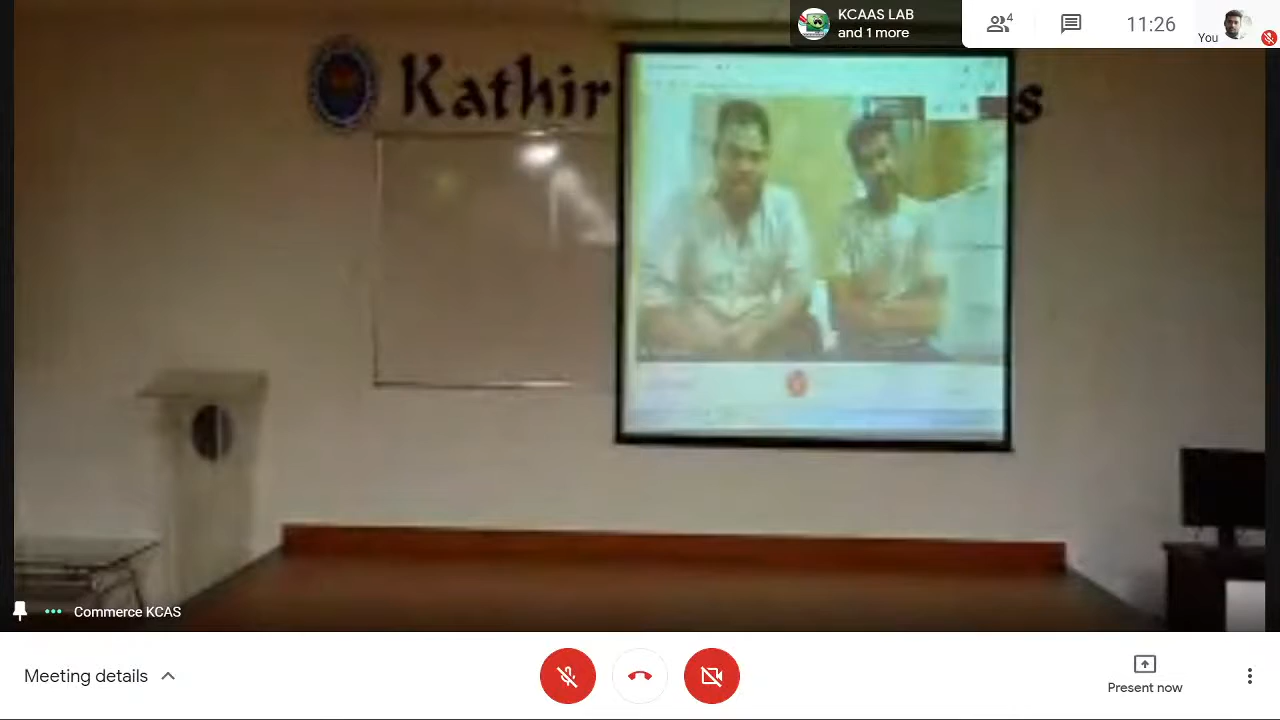 KCAAS LAB
and 1 more
4
11:26
You
Kathir
s
Commerce KCAS
Meeting details
Present now